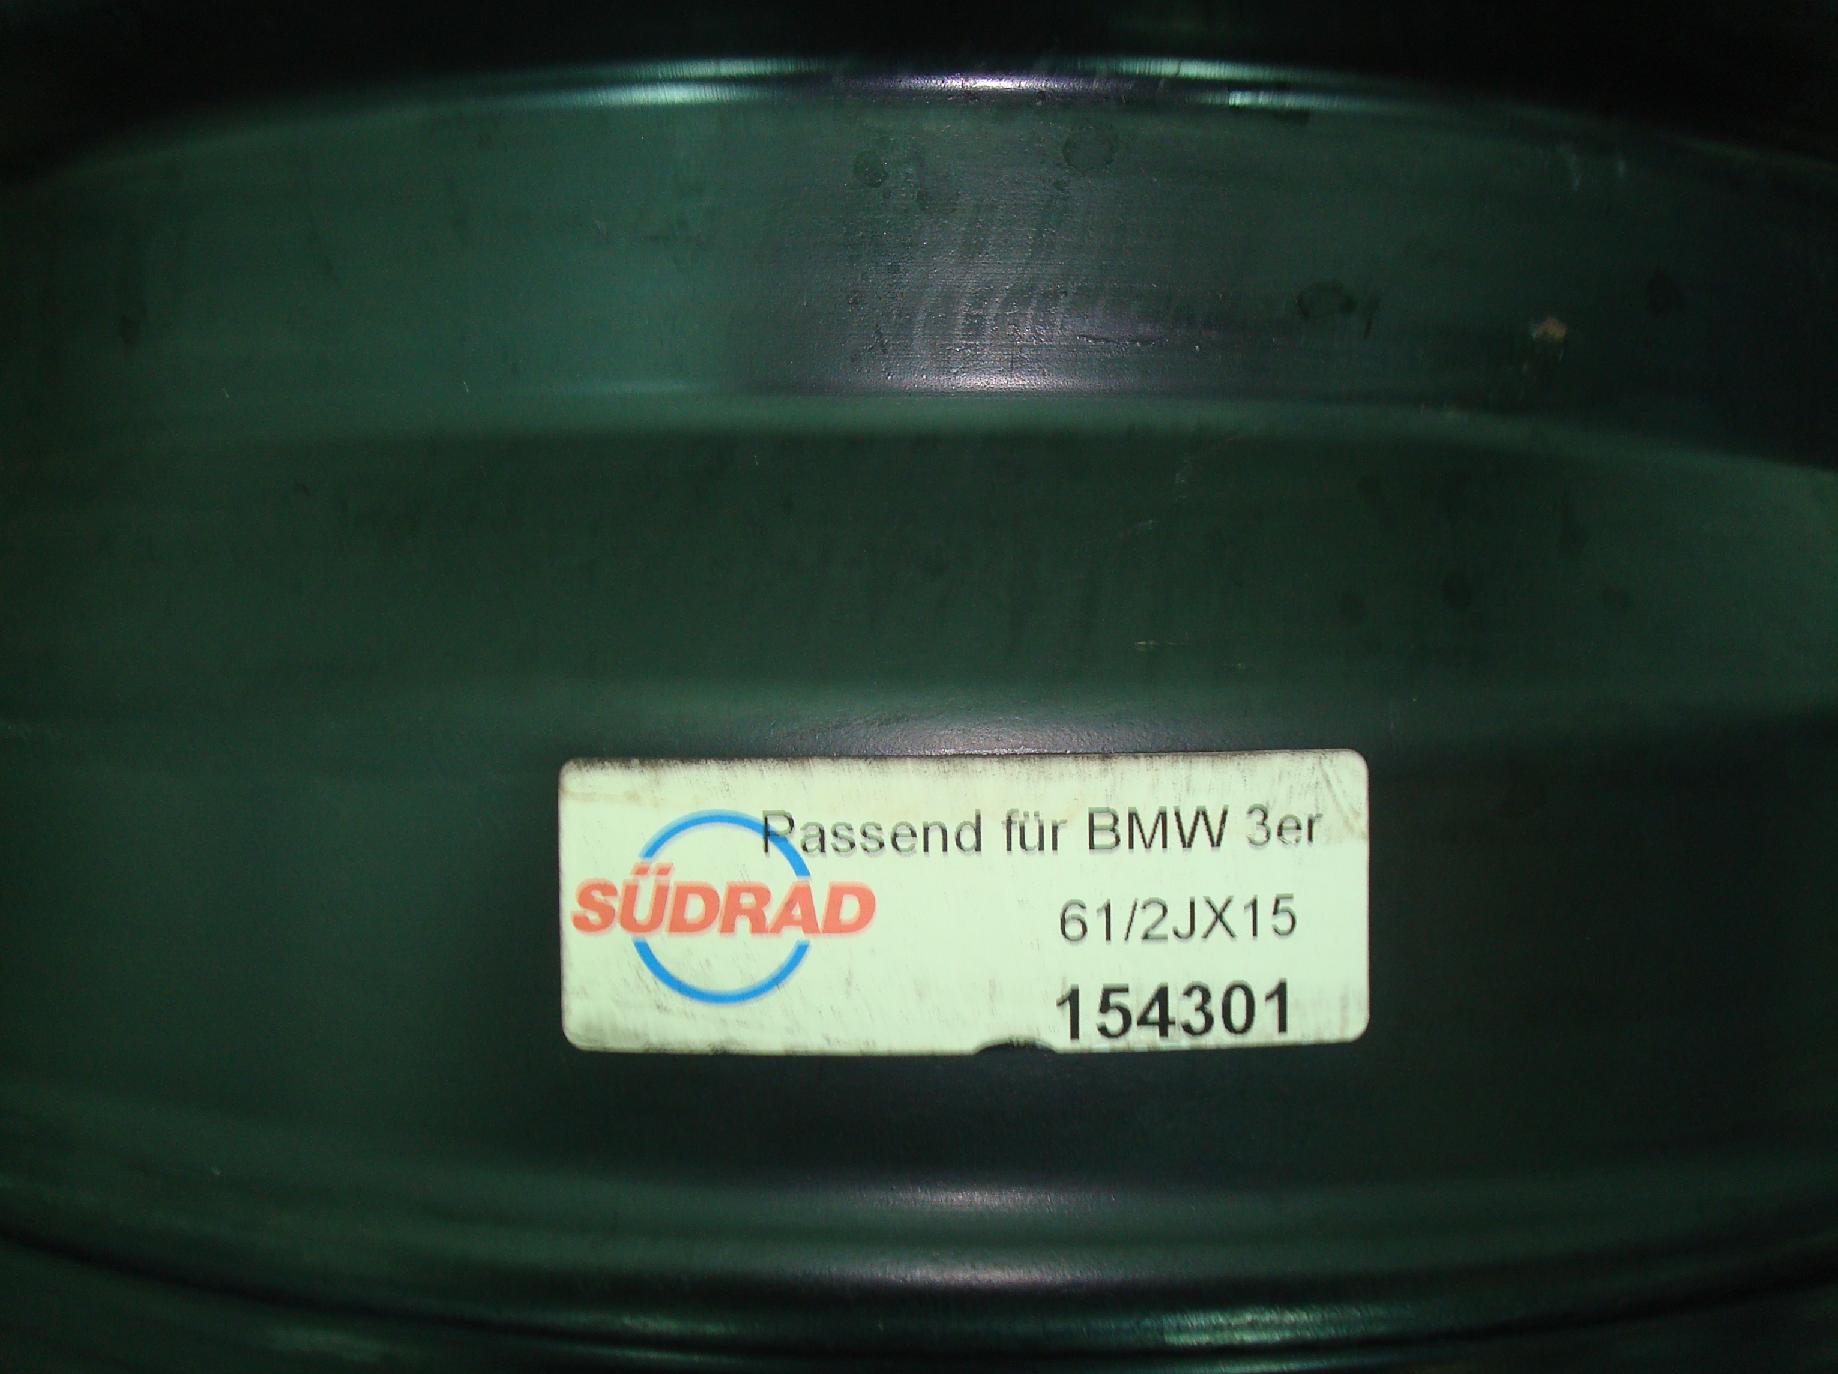 Passend für BMW 3er
SÜDRAD
61/2JX15
154301